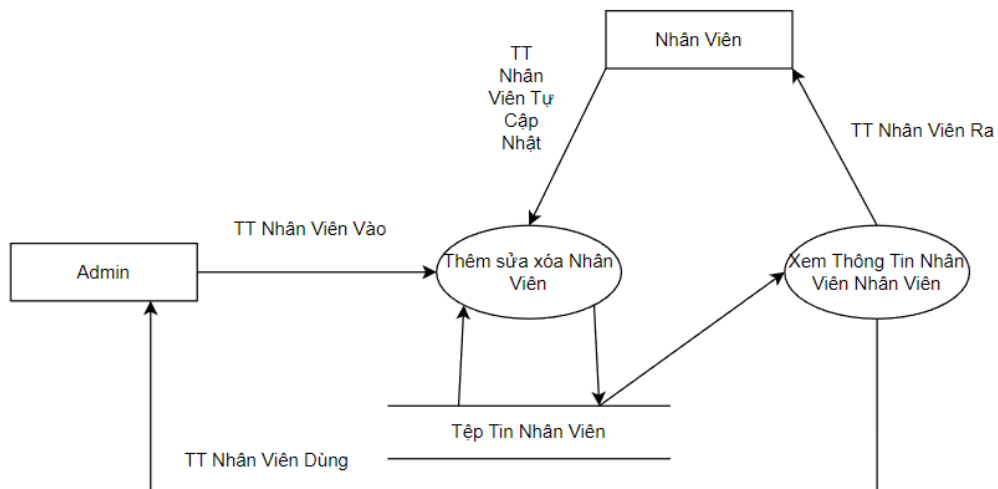 Nhân Viên
TT
Nhân
Viên Tự
Cập
Nhật
TT Nhân Viên Ra
TT Nhân Viên Vào
Admin
Thêm sửa xóa Nhân
Viên
Xem Thông Tin Nhân
Viên Nhân Viên
Tệp Tin Nhân Viên
TT Nhân Viên Dùng